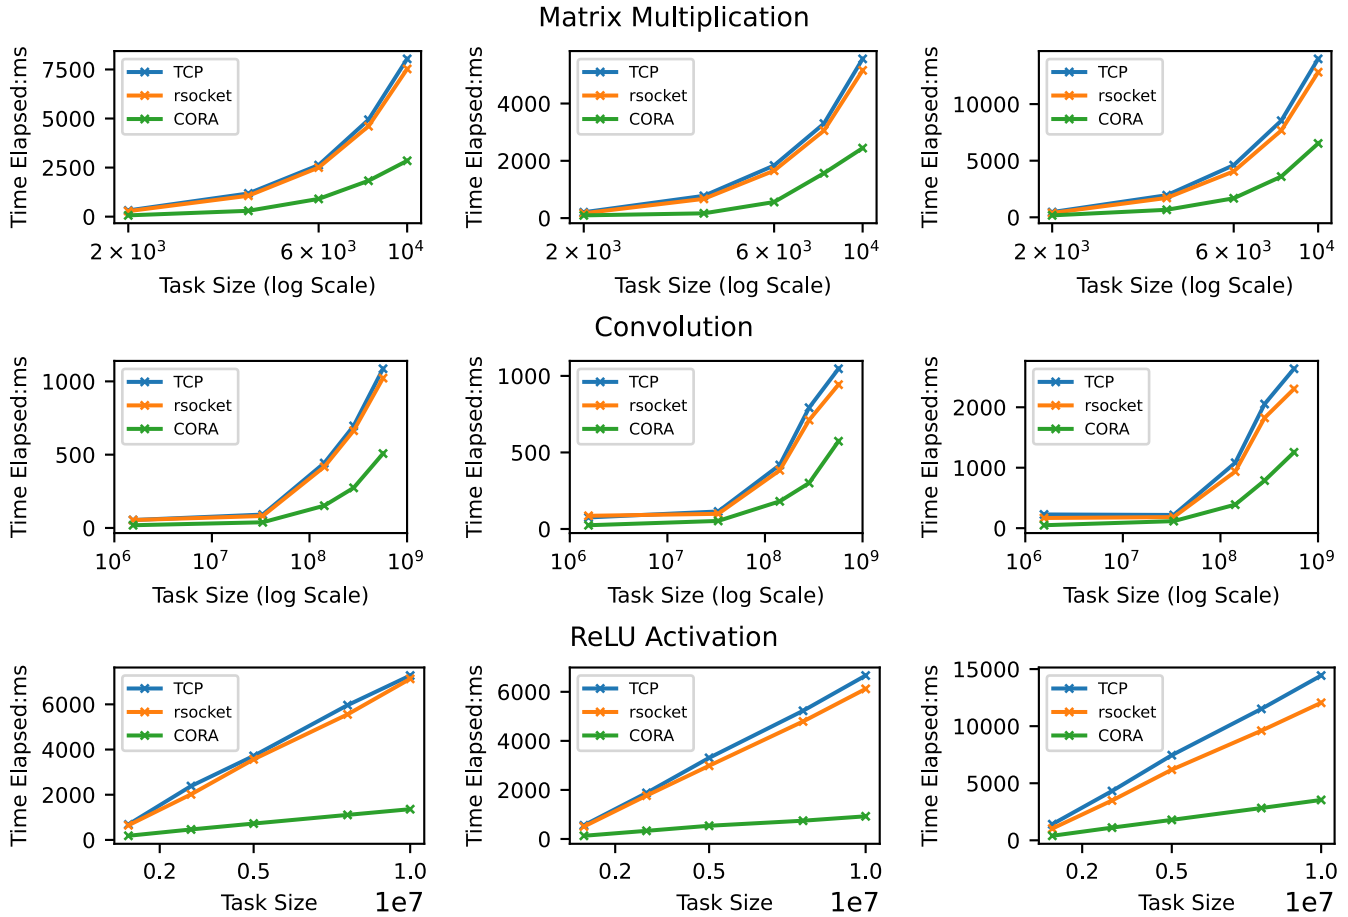 Matrix Multiplication
Time Elapsed:ms
7500
5000
2500
0
TCP
rsocket
CORA
2 × 10³
6 × 10³
10⁴
Task Size (log Scale)
Time Elapsed:ms
4000
2000
0
TCP
rsocket
CORA
2 × 10³
6 × 10³
10⁴
Task Size (log Scale)
Time Elapsed:ms
10000
5000
0
TCP
rsocket
CORA
2 × 10³
6 × 10³
10⁴
Task Size (log Scale)
Convolution
Time Elapsed:ms
1000
500
0
TCP
rsocket
CORA
10⁶
10⁷
10⁸
10⁹
Task Size (log Scale)
Time Elapsed:ms
1000
500
0
TCP
rsocket
CORA
10⁶
10⁷
10⁸
10⁹
Task Size (log Scale)
Time Elapsed:ms
2000
1000
0
TCP
rsocket
CORA
10⁶
10⁷
10⁸
10⁹
Task Size (log Scale)
ReLU Activation
Time Elapsed:ms
6000
4000
2000
0
TCP
rsocket
CORA
0.2
0.5
1.0
Task Size
1e7
Time Elapsed:ms
6000
4000
2000
0
TCP
rsocket
CORA
0.2
0.5
1.0
Task Size
1e7
Time Elapsed:ms
15000
10000
5000
0
TCP
rsocket
CORA
0.2
0.5
1.0
Task Size
1e7